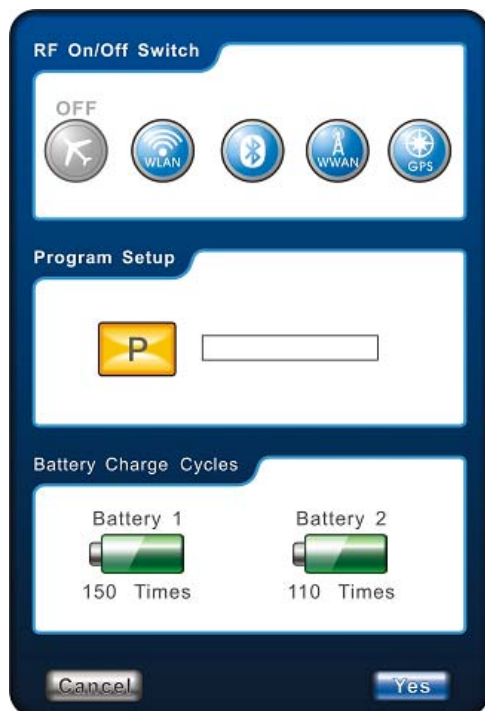 RF On/Off Switch
OFF
WLAN
WWAN
GPS
Program Setup
P
Battery Charge Cycles
Battery 1 Battery 2
150 Times 110 Times
Cancel Yes